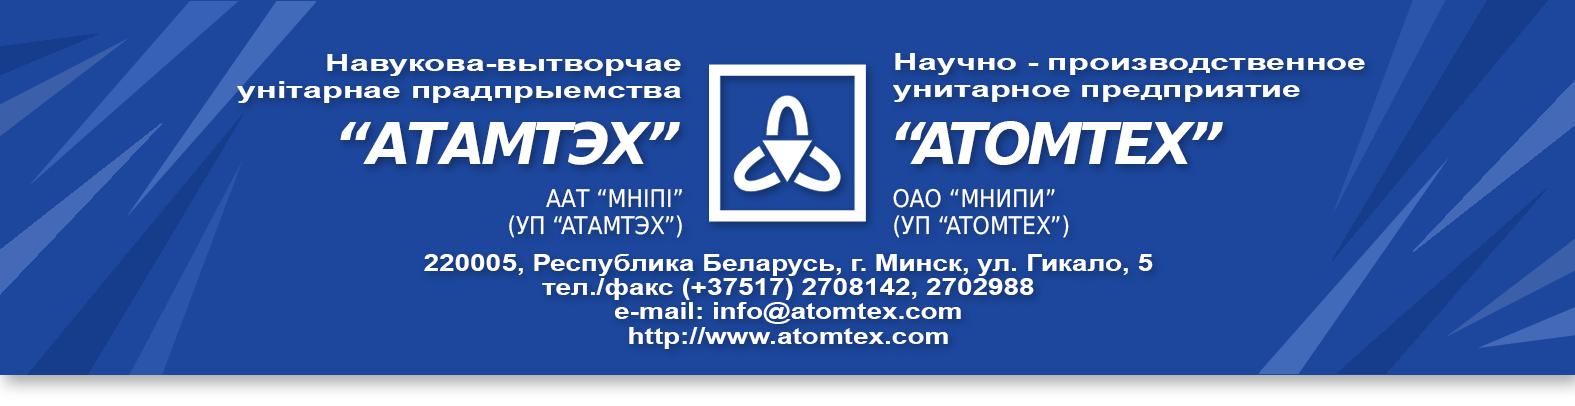 Навукова-вытворчае
унітарнае прадпрыемства
“АТАМТЭХ”
ААТ “МНІПІ”
(УП “АТАМТЭХ”)
Научно - производственное
унитарное предприятие
“АТОМТЕХ”
ОАО “МНИПИ”
(УП “АТОМТЕХ”)
220005, Республика Беларусь, г. Минск, ул. Гикало, 5
тел./факс (+37517) 2708142, 2702988
e-mail: info@atomtex.com
http://www.atomtex.com